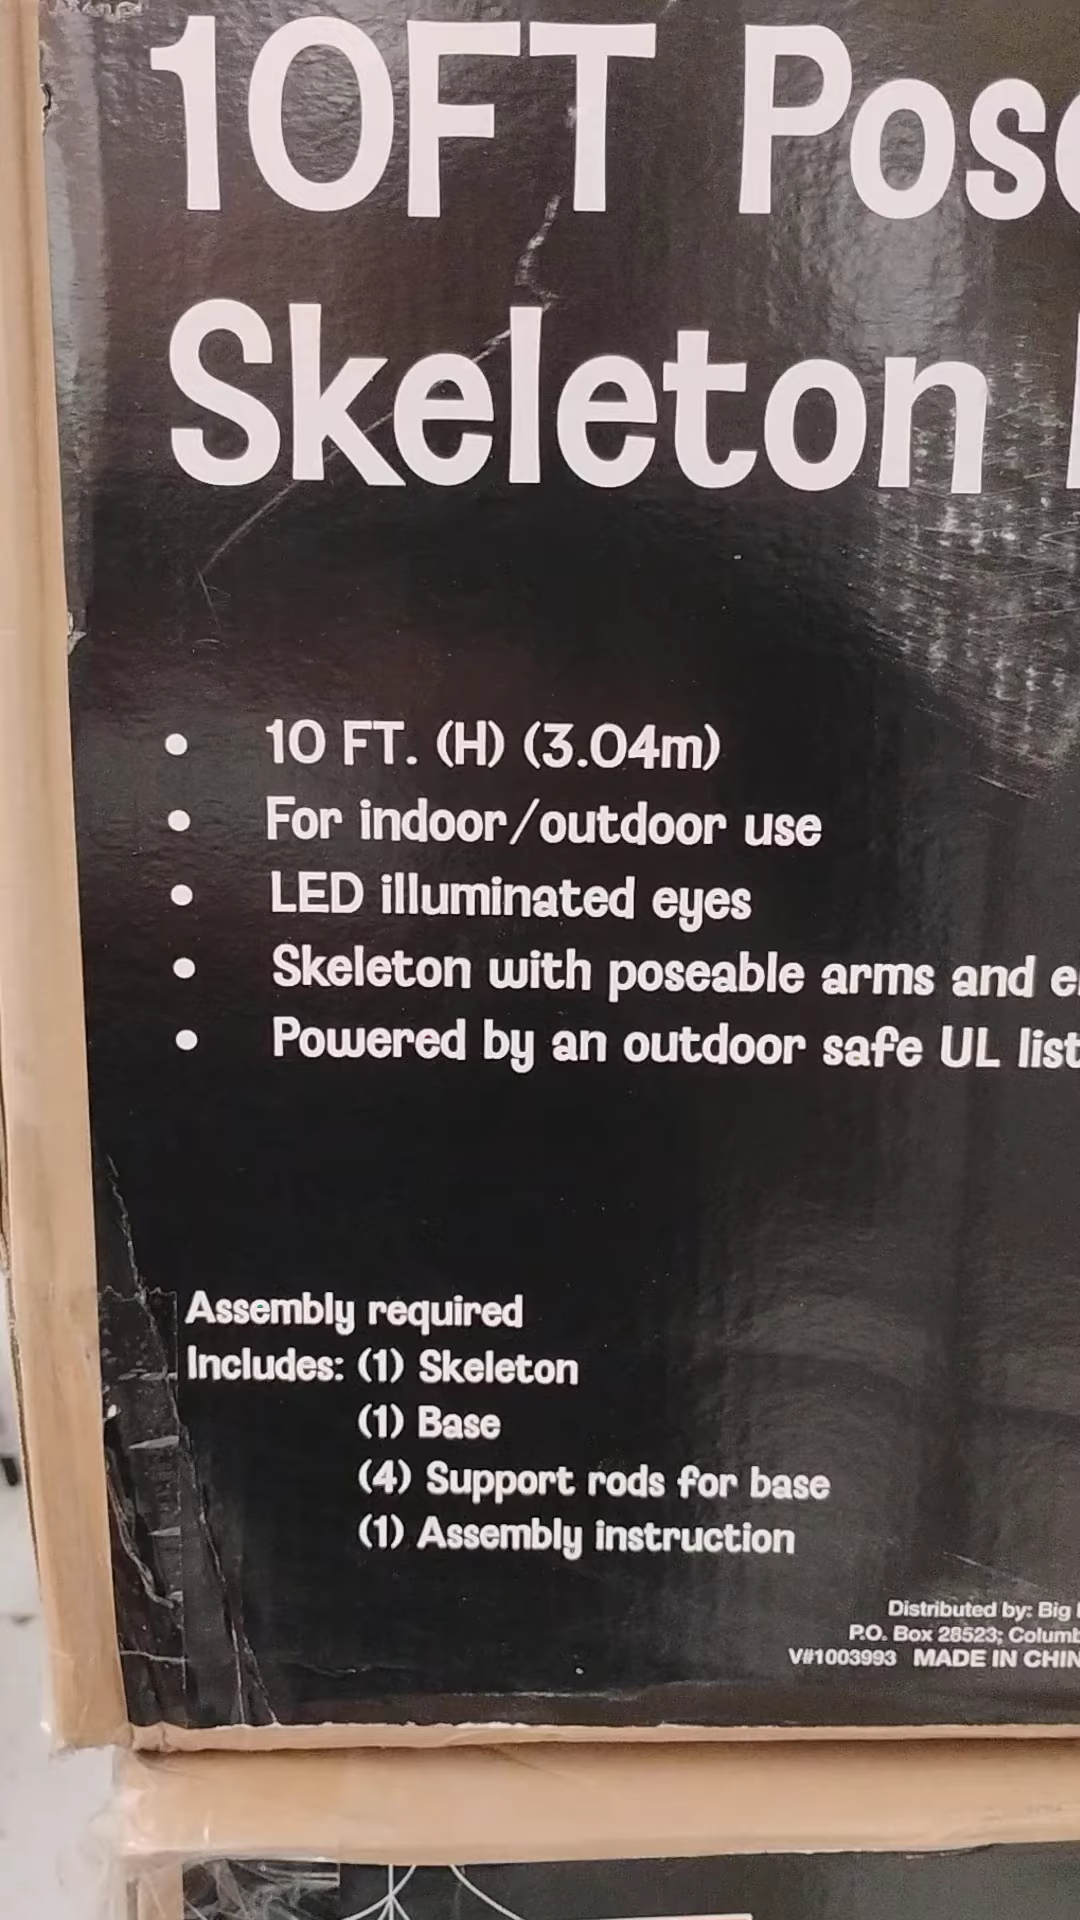 10FT Pose
Skeleton
• 10 FT. (H) (3.04m)
• For indoor/outdoor use
• LED illuminated eyes
• Skeleton with poseable arms and
• Powered by an outdoor safe UL list
Assembly required
Includes: (1) Skeleton
(1) Base
(4) Support rods for base
(1) Assembly instruction
Distributed by: Big
P.O. Box 28523; Columb
V#1003993 MADE IN CHIN